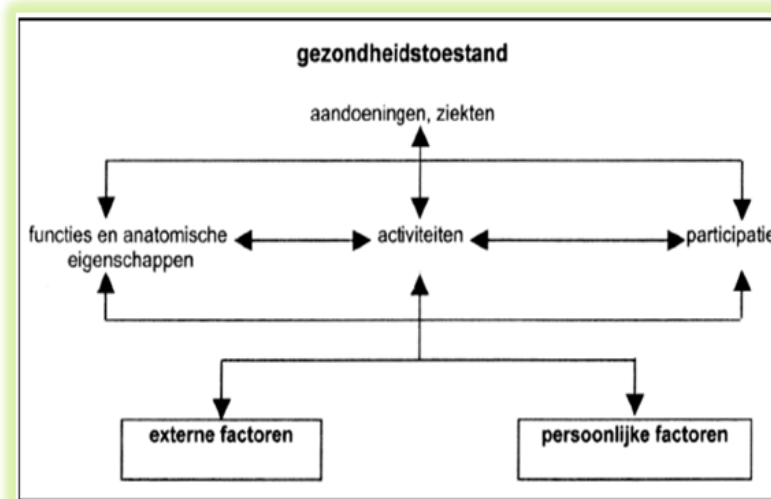 gezondheidstoestand
aandoeningen, ziekten
functies en anatomische
eigenschappen
activiteiten
participatie
externe factoren
persoonlijke factoren